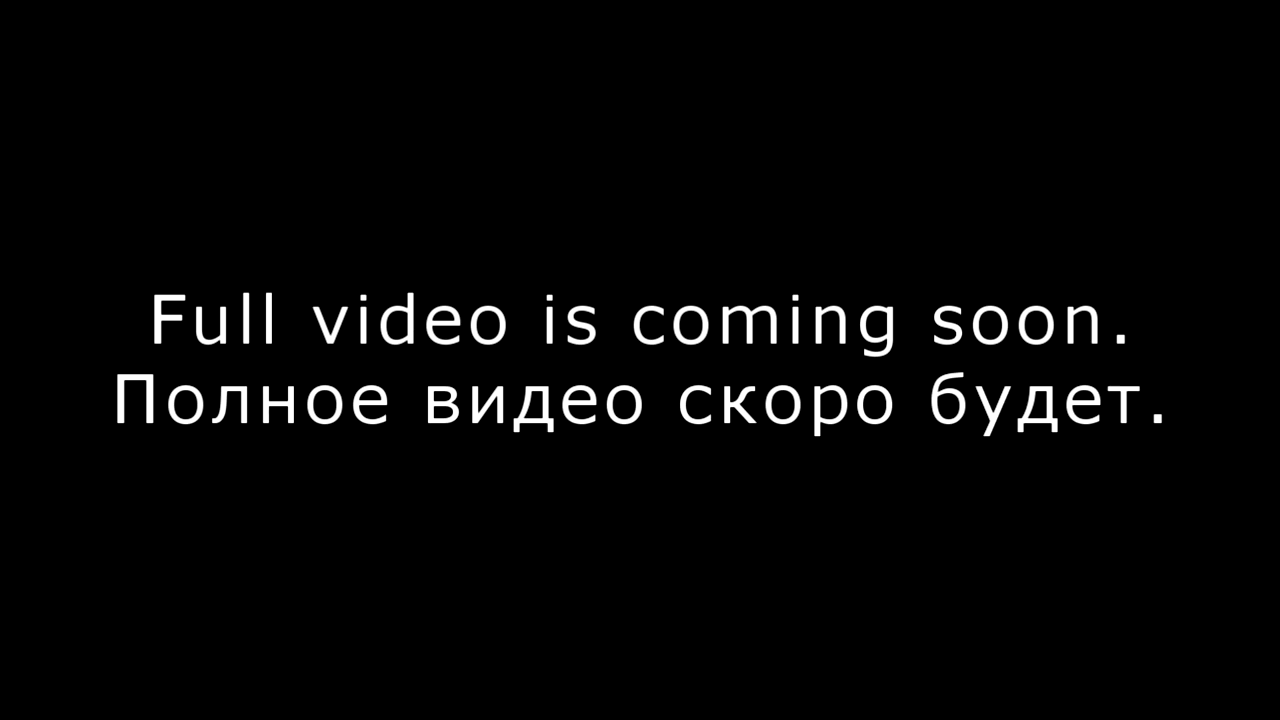 Full video is coming soon.
Полное видео скоро будет.